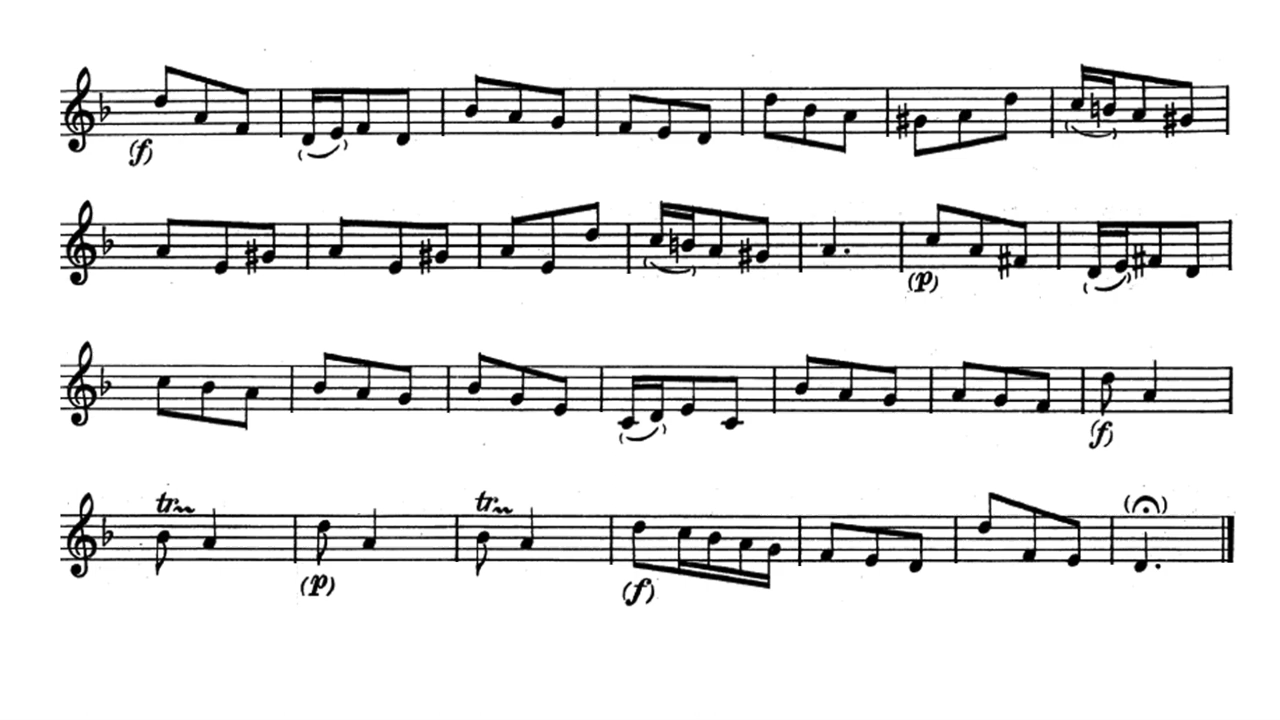 (f)
(p)
(f)
tr tr
(p) (f)